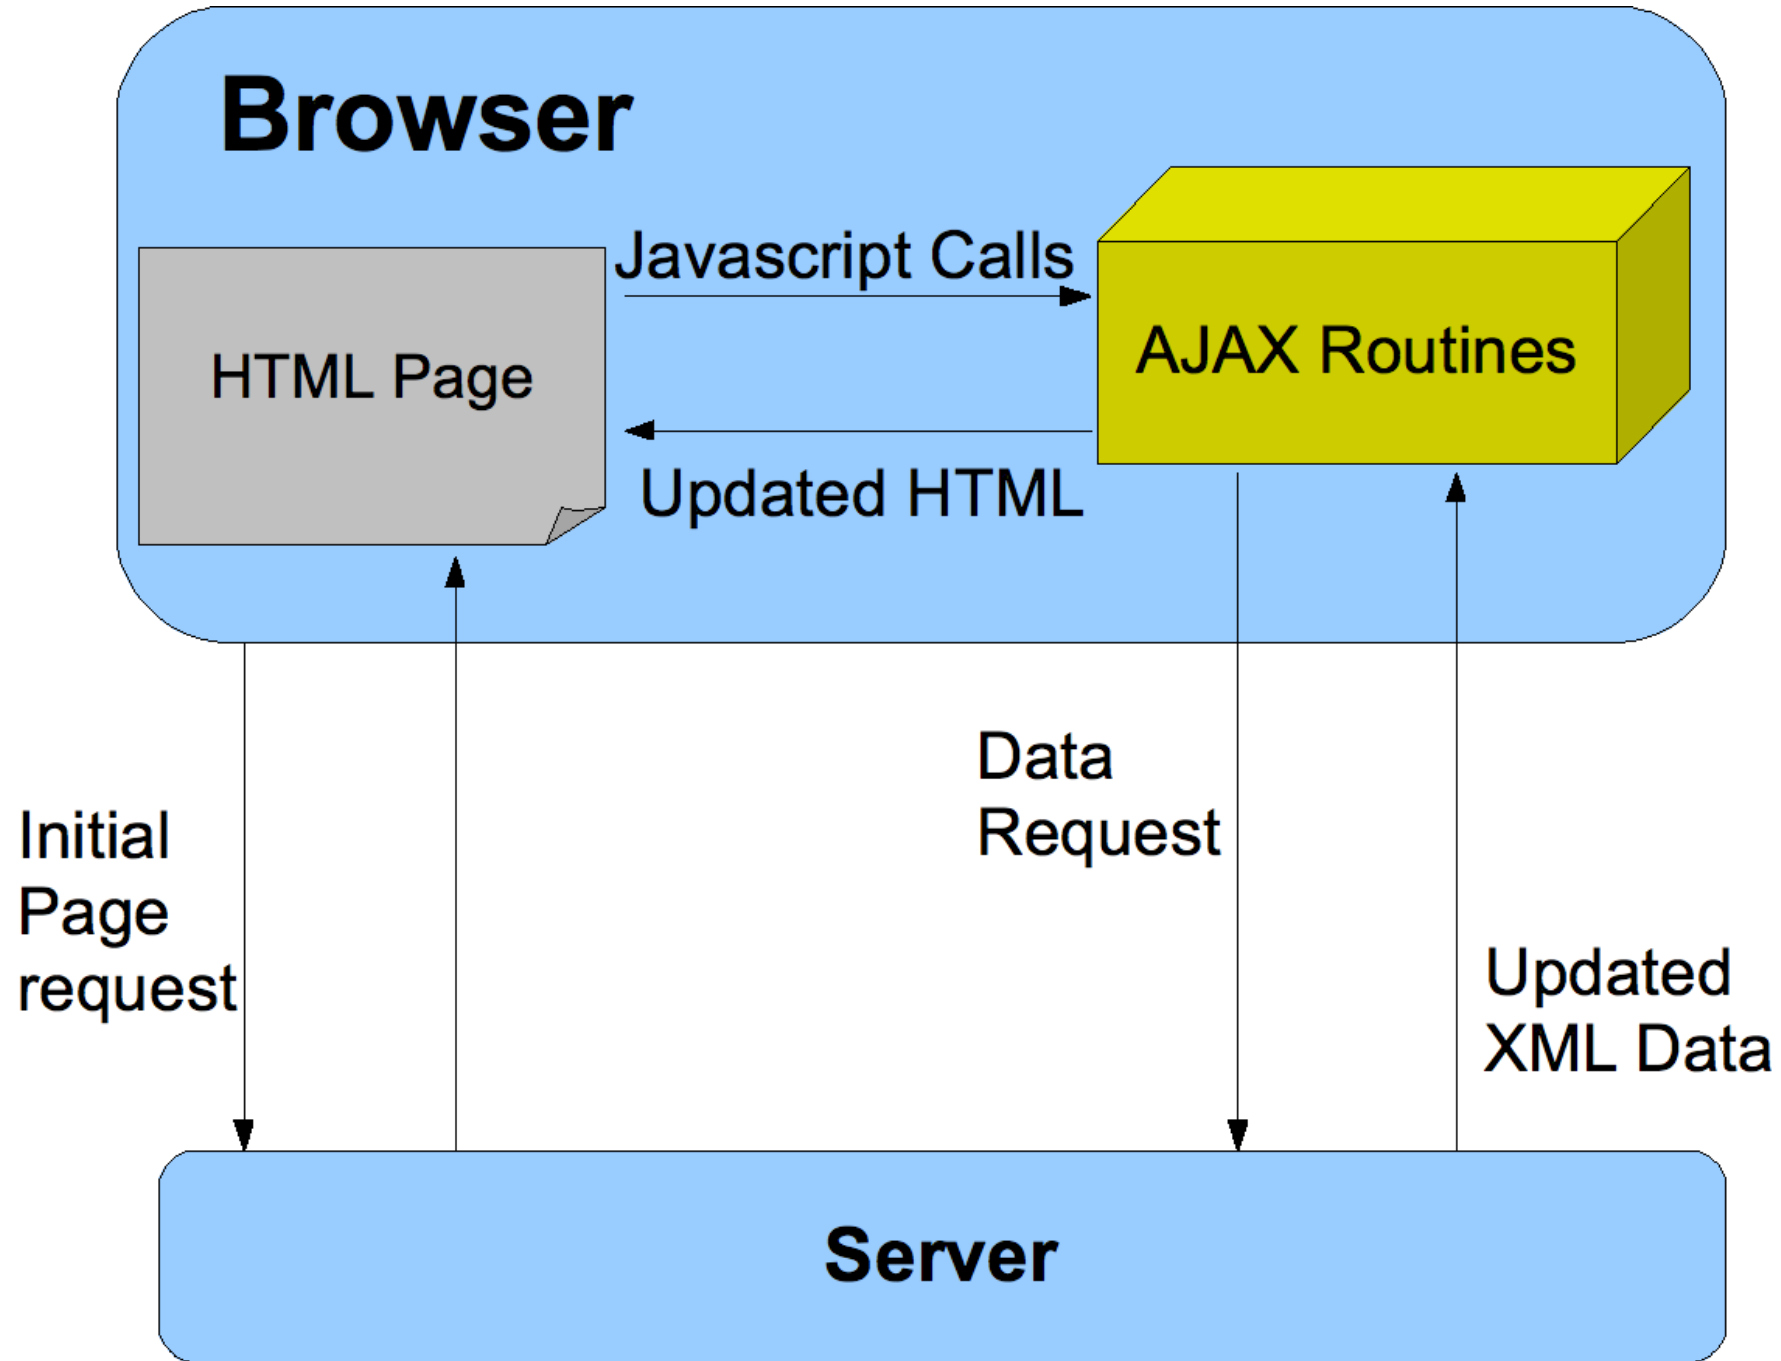 Browser
Javascript Calls
HTML Page
AJAX Routines
Updated HTML
Initial
Page
request
Data
Request
Updated
XML Data
Server